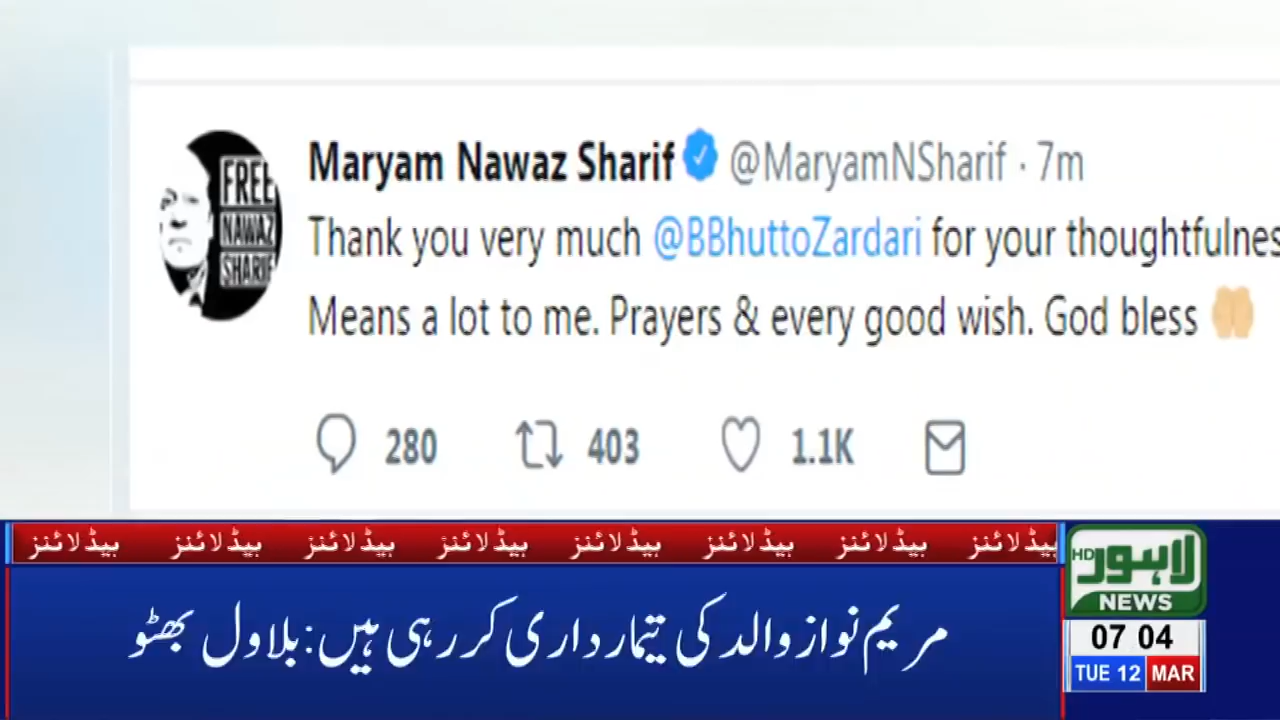 FREE
NAWAZ
SHARIF
Maryam Nawaz Sharif @MaryamNSharif · 7m
Thank you very much @BBhuttoZardari for your thoughtfulnes
Means a lot to me. Prayers & every good wish. God bless 🤲🏼
280 403 1.1K
ہیڈلائنز ہیڈلائنز ہیڈلائنز ہیڈلائنز ہیڈلائنز ہیڈلائنز ہیڈلائنز ہیڈلائنز
مریم نواز والد کی تیمارداری کر رہی ہیں: بلاول بھٹو
HD لاہور
NEWS
07 04
TUE 12 MAR